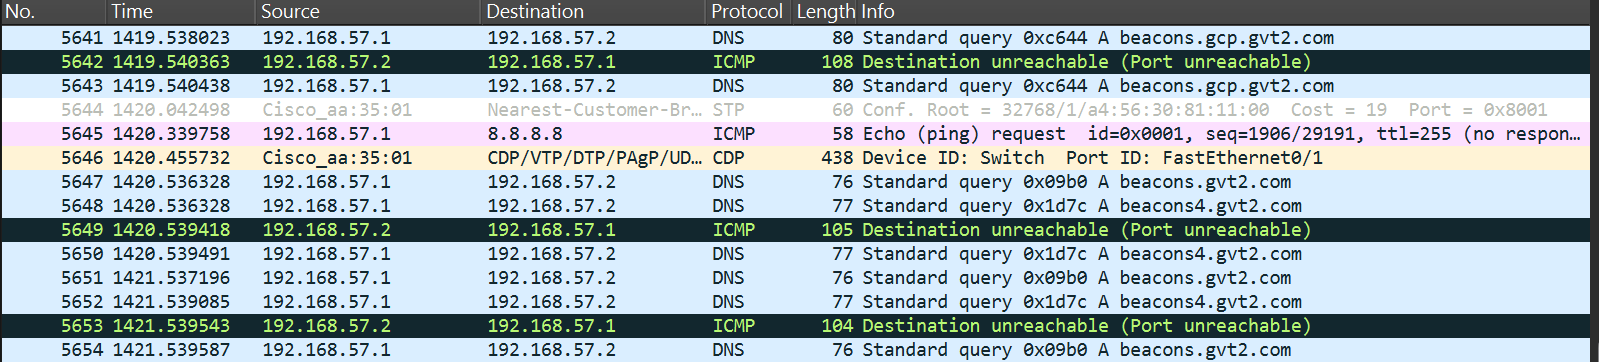 No. Time Source Destination Protocol Length Info
5641 1419.538023 192.168.57.1 192.168.57.2 DNS 80 Standard query 0xc644 A beacons.gcp.gvt2.com
5642 1419.540363 192.168.57.2 192.168.57.1 ICMP 108 Destination unreachable (Port unreachable)
5643 1419.540438 192.168.57.1 192.168.57.2 DNS 80 Standard query 0xc644 A beacons.gcp.gvt2.com
5644 1420.042498 Cisco_aa:35:01 Nearest-Customer-Br… STP 60 Conf. Root = 32768/1/a4:56:30:81:11:00 Cost = 19 Port = 0x8001
5645 1420.339758 192.168.57.1 8.8.8.8 ICMP 58 Echo (ping) request id=0x0001, seq=1906/29191, ttl=255 (no respon…
5646 1420.455732 Cisco_aa:35:01 CDP/VTP/DTP/PAgP/UD… CDP 438 Device ID: Switch Port ID: FastEthernet0/1
5647 1420.536328 192.168.57.1 192.168.57.2 DNS 76 Standard query 0x09b0 A beacons.gvt2.com
5648 1420.536328 192.168.57.1 192.168.57.2 DNS 77 Standard query 0x1d7c A beacons4.gvt2.com
5649 1420.539418 192.168.57.2 192.168.57.1 ICMP 105 Destination unreachable (Port unreachable)
5650 1420.539491 192.168.57.1 192.168.57.2 DNS 77 Standard query 0x1d7c A beacons4.gvt2.com
5651 1421.537196 192.168.57.1 192.168.57.2 DNS 76 Standard query 0x09b0 A beacons.gvt2.com
5652 1421.539085 192.168.57.1 192.168.57.2 DNS 77 Standard query 0x1d7c A beacons4.gvt2.com
5653 1421.539543 192.168.57.2 192.168.57.1 ICMP 104 Destination unreachable (Port unreachable)
5654 1421.539587 192.168.57.1 192.168.57.2 DNS 76 Standard query 0x09b0 A beacons.gvt2.com